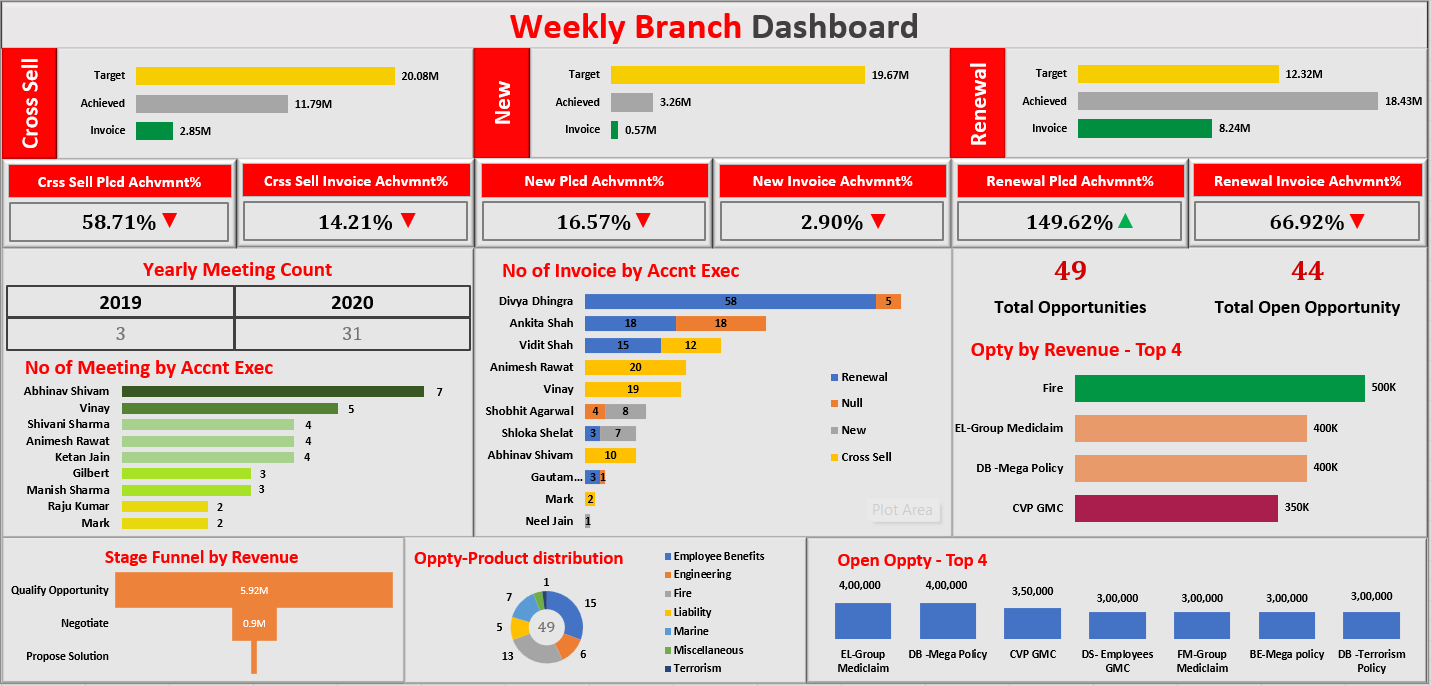 Weekly Branch Dashboard
Cross Sell
Target 20.08M
Achieved 11.79M
Invoice 2.85M
New
Target 19.67M
Achieved 3.26M
Invoice 0.57M
Renewal
Target 12.32M
Achieved 18.43M
Invoice 8.24M
Crss Sell Plcd Achvmnt%
58.71%
Crss Sell Invoice Achvmnt%
14.21%
New Plcd Achvmnt%
16.57%
New Invoice Achvmnt%
2.90%
Renewal Plcd Achvmnt%
149.62%
Renewal Invoice Achvmnt%
66.92%
Yearly Meeting Count
2019 2020
3 31
No of Meeting by Accnt Exec
Abhinav Shivam 7
Vinay 5
Shivani Sharma 4
Animesh Rawat 4
Ketan Jain 4
Gilbert 3
Manish Sharma 3
Raju Kumar 2
Mark 2
No of Invoice by Accnt Exec
Divya Dhingra 58 5
Ankita Shah 18 18
Vidit Shah 15 12
Animesh Rawat 20
Vinay 19
Shobhit Agarwal 4 8
Shloka Shelat 3 7
Abhinav Shivam 10
Gautam... 3 1
Mark 2
Neel Jain 1
Renewal
Null
New
Cross Sell
Plot Area
49
Total Opportunities
44
Total Open Opportunity
Opty by Revenue - Top 4
Fire 500K
EL-Group Mediclaim 400K
DB -Mega Policy 400K
CVP GMC 350K
Stage Funnel by Revenue
Qualify Opportunity 5.92M
Negotiate 0.9M
Propose Solution
Oppty-Product distribution
1
7
15
5
49
13
6
Employee Benefits
Engineering
Fire
Liability
Marine
Miscellaneous
Terrorism
Open Oppty - Top 4
4,00,000 4,00,000 3,50,000 3,00,000 3,00,000 3,00,000 3,00,000
EL-Group DB -Mega Policy CVP GMC DS- Employees FM-Group BE-Mega policy DB -Terrorism
Mediclaim GMC Mediclaim Policy